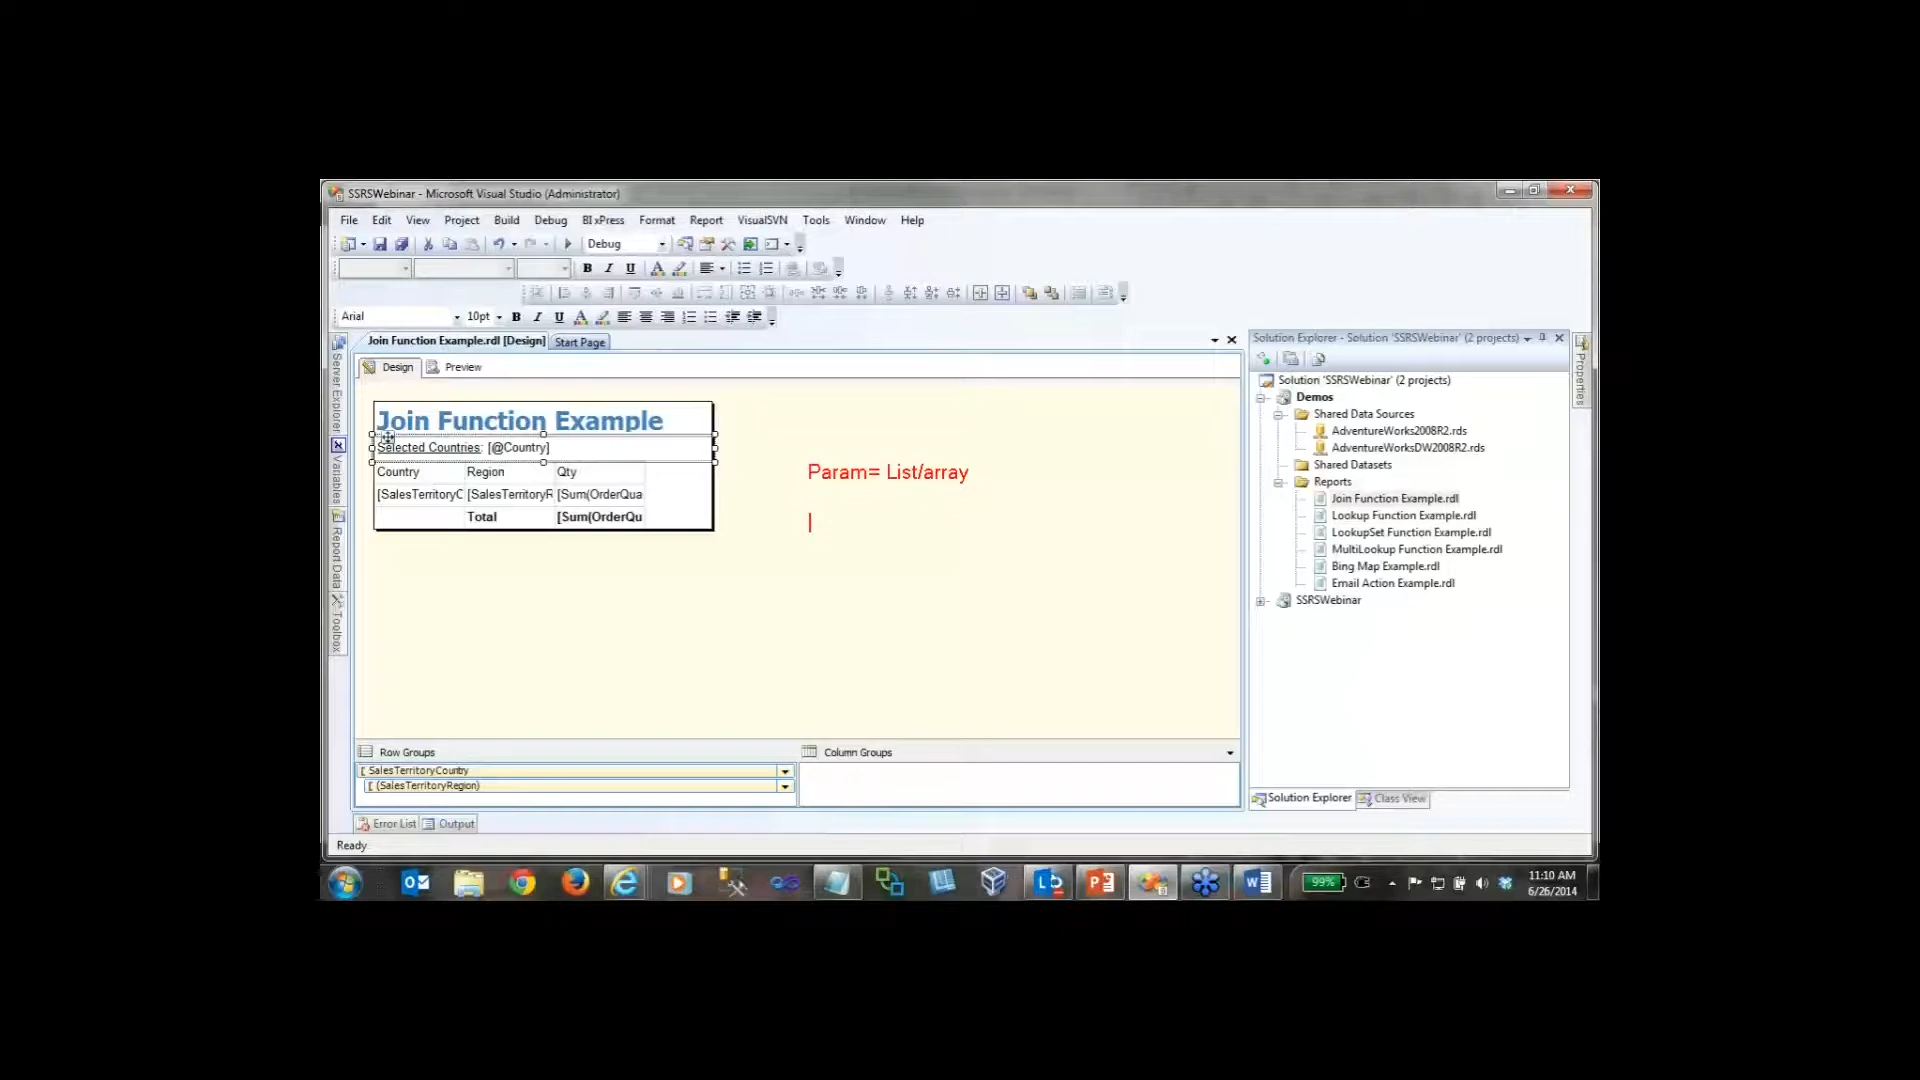 SSRSWebinar - Microsoft Visual Studio (Administrator)
File Edit View Project Build Debug BI xPress Format Report VisualSVN Tools Window Help
Debug
B I U A
Arial 10pt B I U A
Join Function Example.rdl [Design] Start Page
Design Preview
Server Explorer
Variables
Report Data
Toolbox
Join Function Example
Selected Countries: [@Country]
Country Region Qty
[SalesTerritoryC [SalesTerritoryR [Sum(OrderQua
Total [Sum(OrderQu
Param= List/array
Row Groups
[ SalesTerritoryCountry
[ (SalesTerritoryRegion)
Column Groups
Error List Output
Ready
Solution Explorer - Solution 'SSRSWebinar' (2 projects)
Solution 'SSRSWebinar' (2 projects)
Demos
Shared Data Sources
AdventureWorks2008R2.rds
AdventureWorksDW2008R2.rds
Shared Datasets
Reports
Join Function Example.rdl
Lookup Function Example.rdl
LookupSet Function Example.rdl
MultiLookup Function Example.rdl
Bing Map Example.rdl
Email Action Example.rdl
SSRSWebinar
Solution Explorer Class View
Properties
99%
11:10 AM
6/26/2014